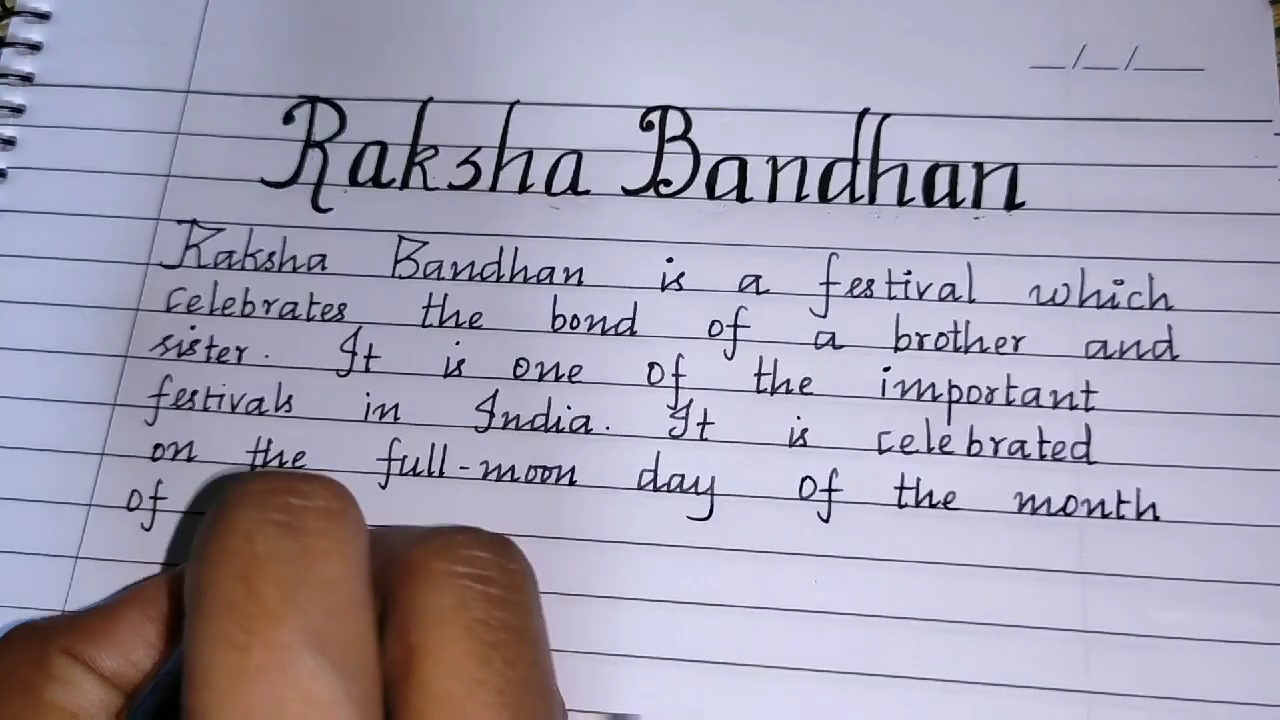 Raksha Bandhan
Raksha Bandhan is a festival which
celebrates the bond of a brother and
sister. It is one of the important
festivals in India. It is celebrated
on the full-moon day of the month
of